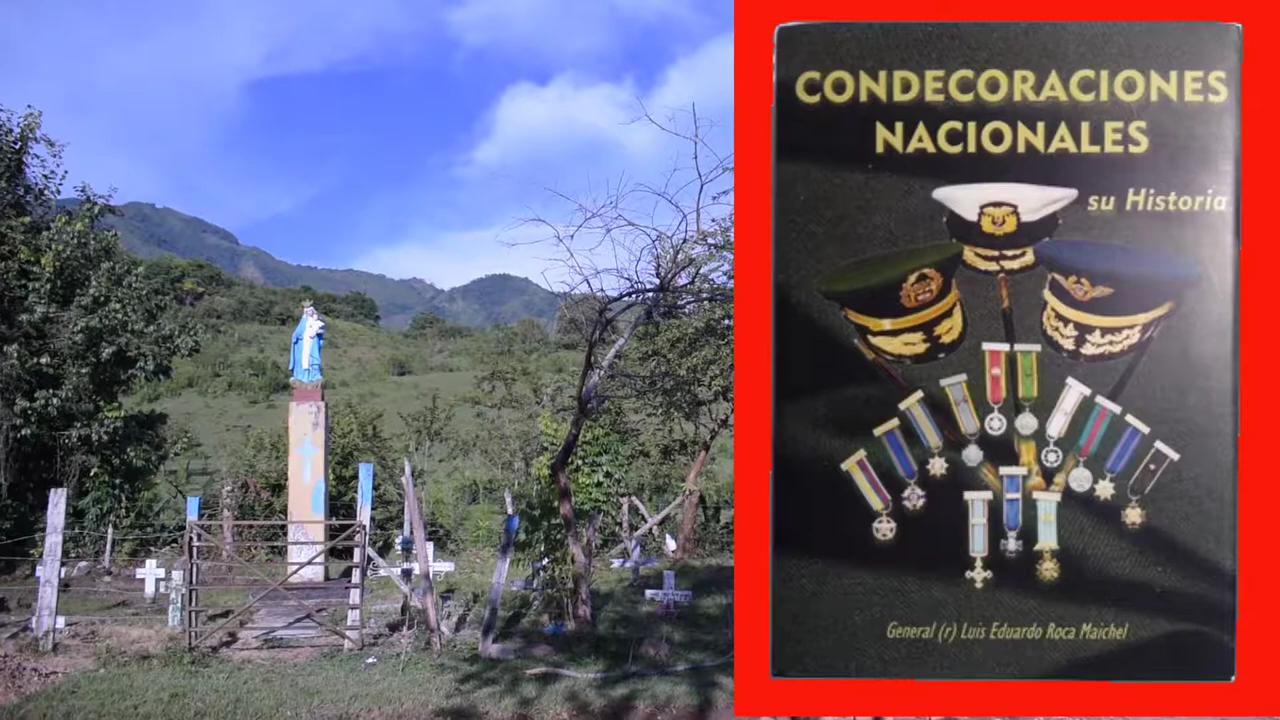 CONDECORACIONES
NACIONALES
su Historia
General (r) Luis Eduardo Roca Maichel